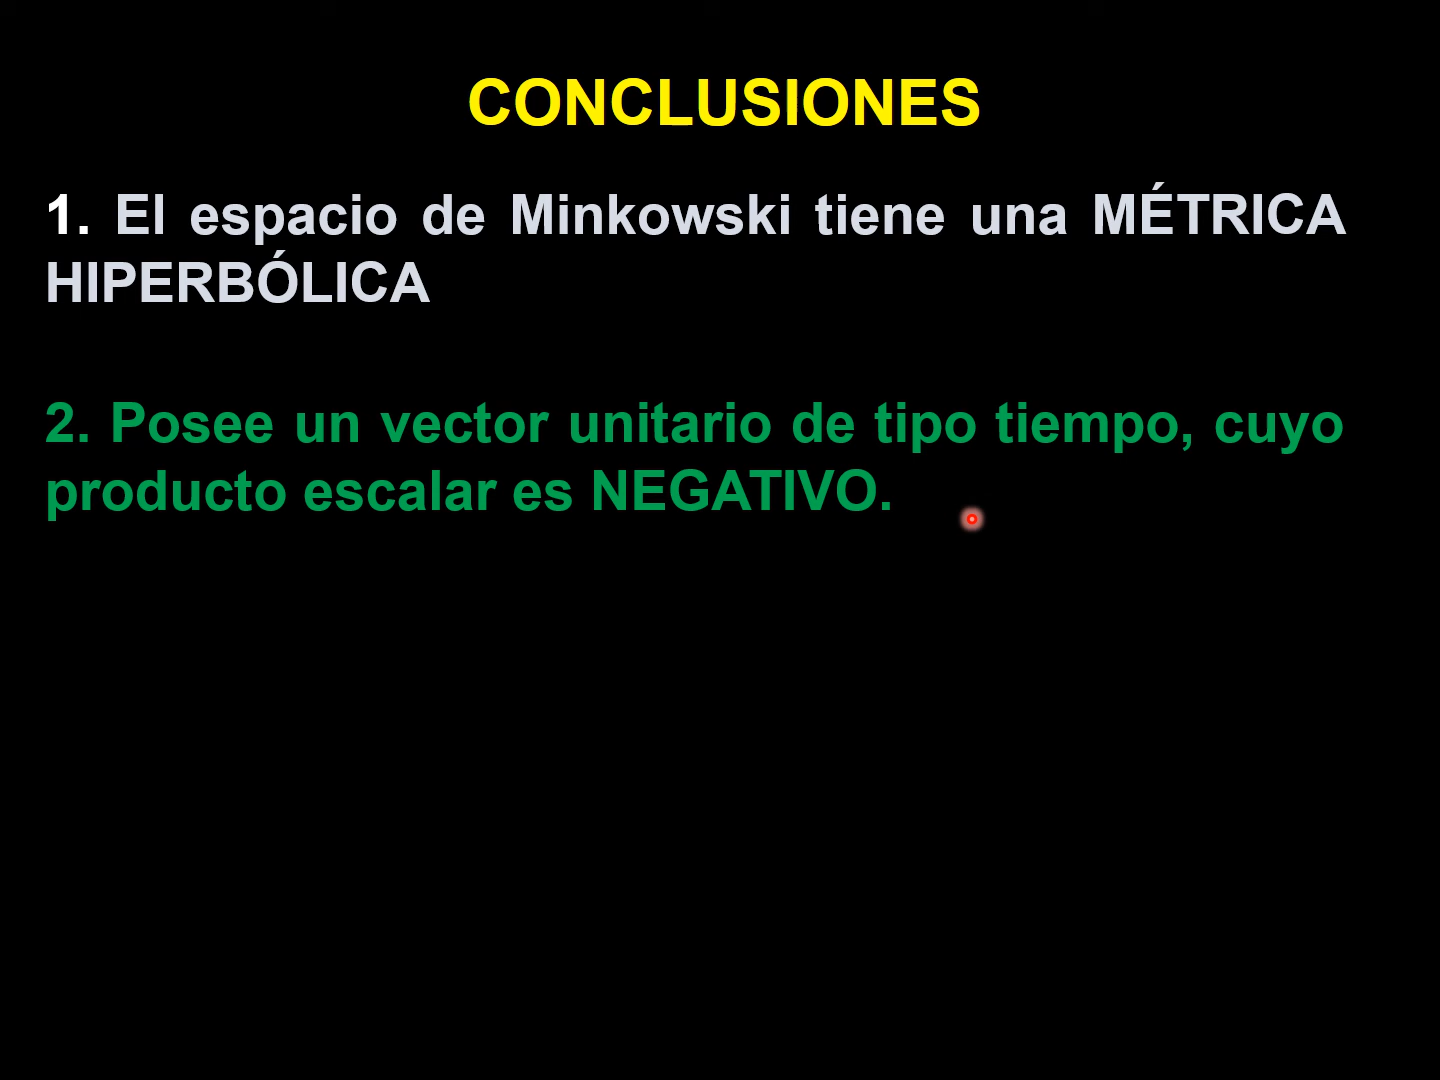 CONCLUSIONES
1. El espacio de Minkowski tiene una MÉTRICA
HIPERBÓLICA
2. Posee un vector unitario de tipo tiempo, cuyo
producto escalar es NEGATIVO.